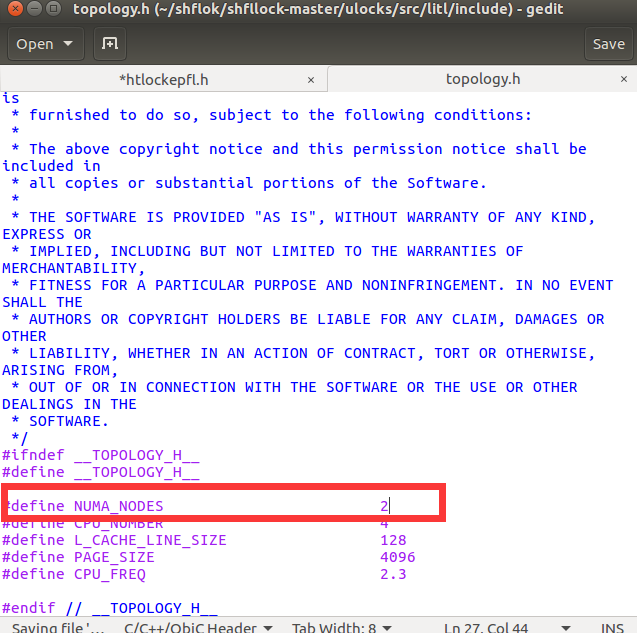 topology.h (~/shflok/shfllock-master/ulocks/src/litl/include) - gedit
Open
Save
*htlockepfl.h ×
topology.h ×
is
* furnished to do so, subject to the following conditions:
*
* The above copyright notice and this permission notice shall be
included in
* all copies or substantial portions of the Software.
*
* THE SOFTWARE IS PROVIDED "AS IS", WITHOUT WARRANTY OF ANY KIND,
EXPRESS OR
* IMPLIED, INCLUDING BUT NOT LIMITED TO THE WARRANTIES OF
MERCHANTABILITY,
* FITNESS FOR A PARTICULAR PURPOSE AND NONINFRINGEMENT. IN NO EVENT
SHALL THE
* AUTHORS OR COPYRIGHT HOLDERS BE LIABLE FOR ANY CLAIM, DAMAGES OR
OTHER
* LIABILITY, WHETHER IN AN ACTION OF CONTRACT, TORT OR OTHERWISE,
ARISING FROM,
* OUT OF OR IN CONNECTION WITH THE SOFTWARE OR THE USE OR OTHER
DEALINGS IN THE
* SOFTWARE.
*/
#ifndef __TOPOLOGY_H__
#define __TOPOLOGY_H__
#define NUMA_NODES 2
#define CPU_NUMBER 4
#define L_CACHE_LINE_SIZE 128
#define PAGE_SIZE 4096
#define CPU_FREQ 2.3
#endif // __TOPOLOGY_H__
Saving file '... C/C++/ObjC Header Tab Width: 8 Ln 27, Col 44 INS